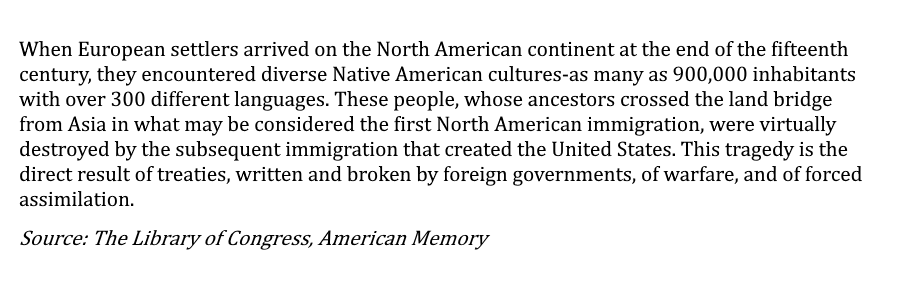 When European settlers arrived on the North American continent at the end of the fifteenth
century, they encountered diverse Native American cultures-as many as 900,000 inhabitants
with over 300 different languages. These people, whose ancestors crossed the land bridge
from Asia in what may be considered the first North American immigration, were virtually
destroyed by the subsequent immigration that created the United States. This tragedy is the
direct result of treaties, written and broken by foreign governments, of warfare, and of forced
assimilation.
Source: The Library of Congress, American Memory